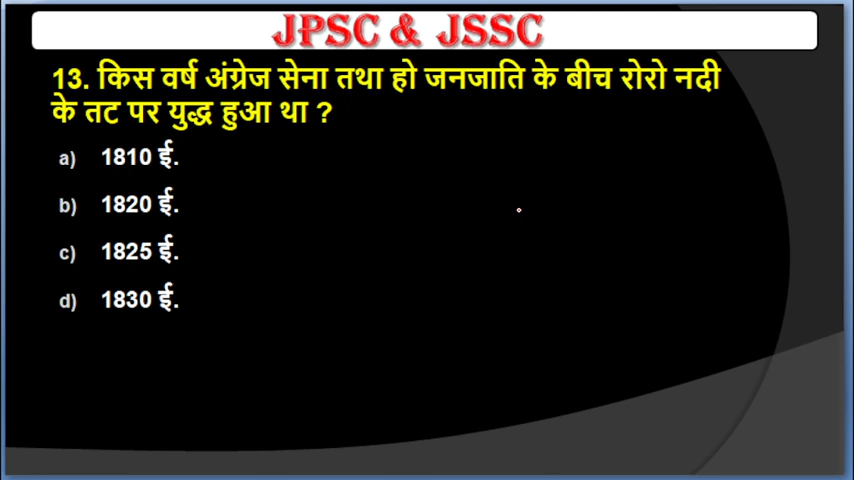 JPSC & JSSC
13. किस वर्ष अंग्रेज सेना तथा हो जनजाति के बीच रोरो नदी
के तट पर युद्ध हुआ था ?
a) 1810 ई.
b) 1820 ई.
c) 1825 ई.
d) 1830 ई.